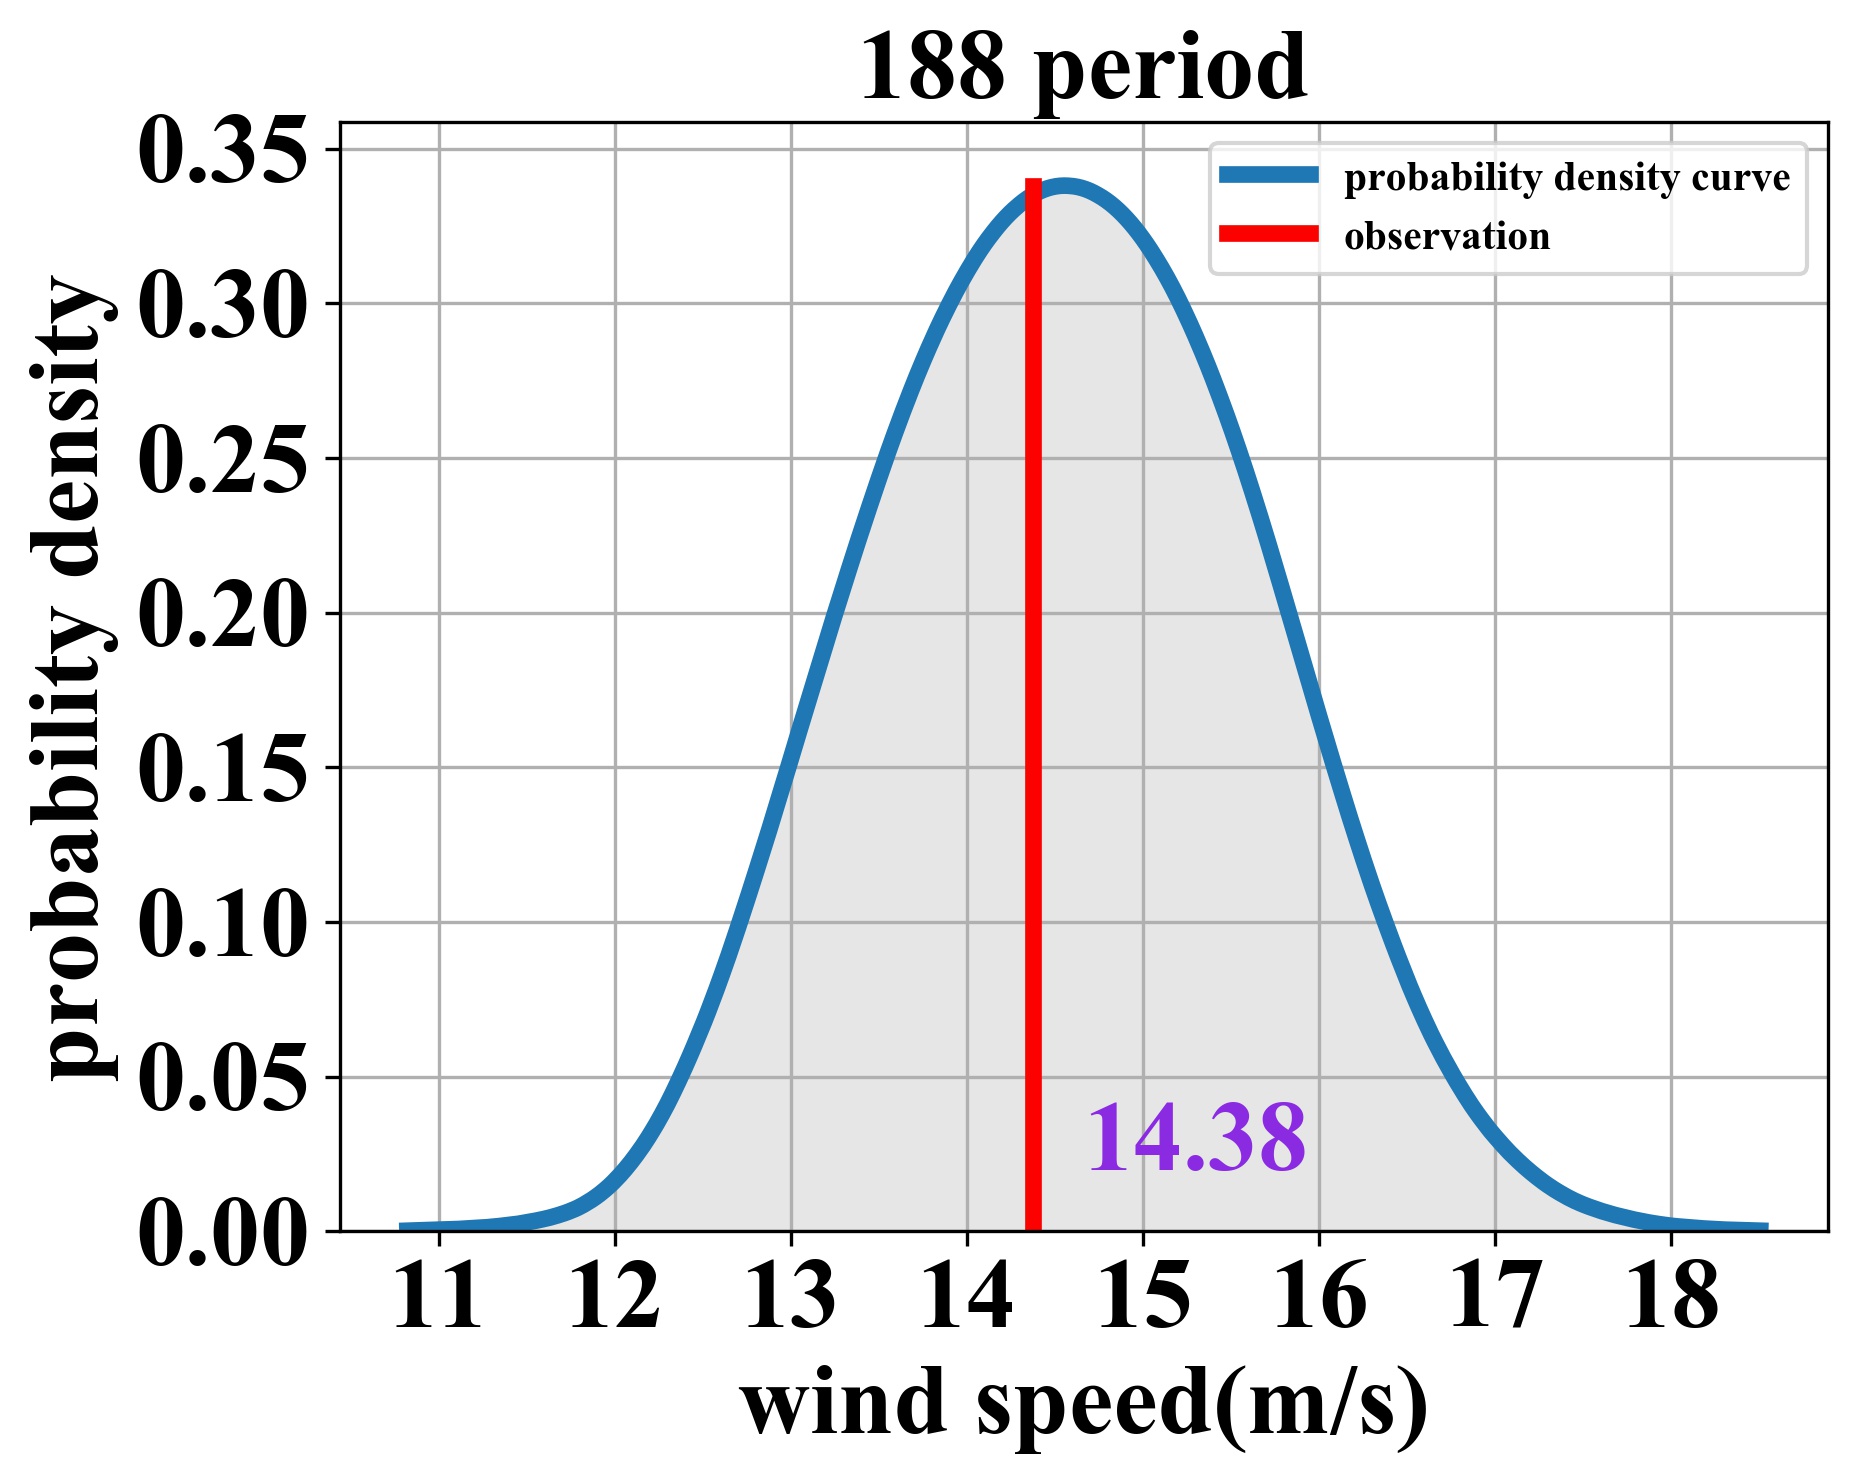 188 period
0.35
0.30
0.25
0.20
0.15
0.10
0.05
0.00
probability density
probability density curve
observation
14.38
11 12 13 14 15 16 17 18
wind speed(m/s)